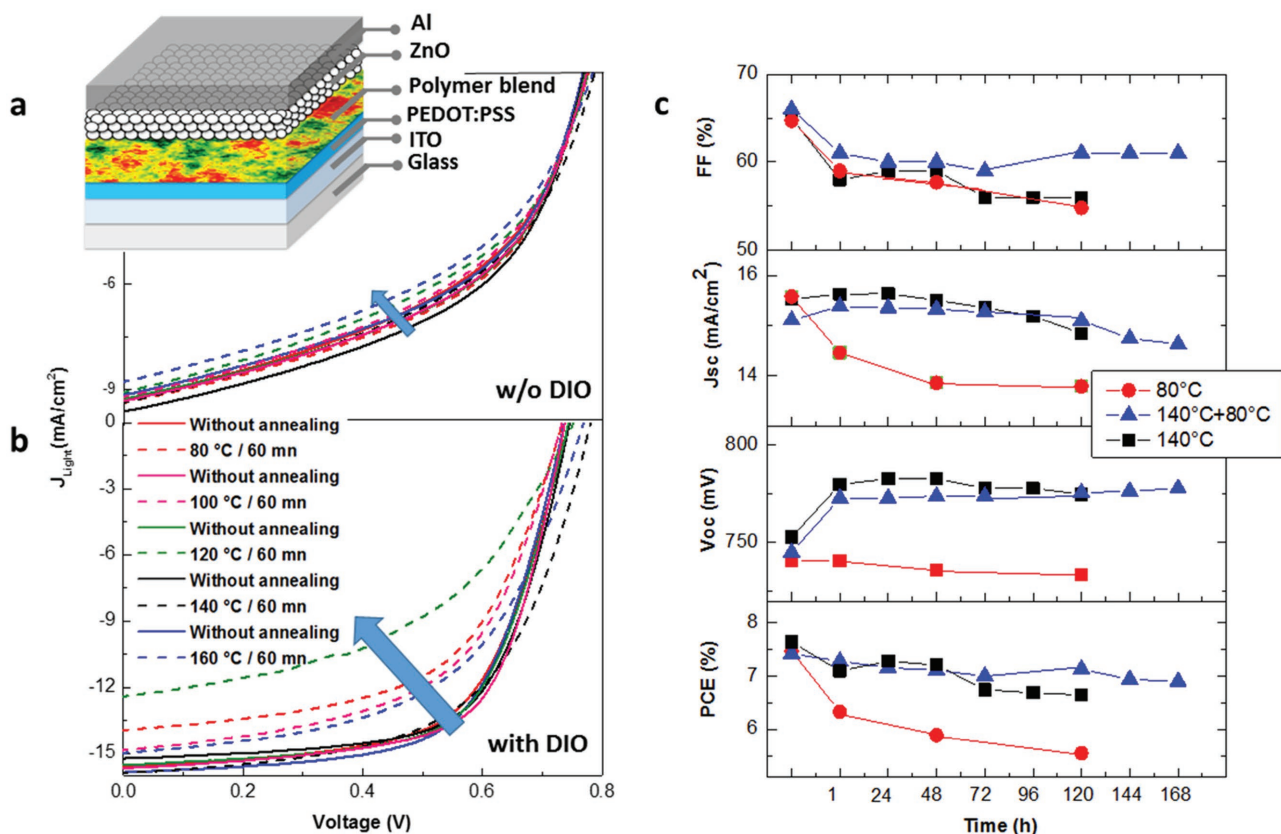 Al
ZnO
Polymer blend
PEDOT:PSS
ITO
Glass
a
-6
-9
0
w/o DIO
J_Light (mA/cm²)
b
0
-3
-6
-9
-12
-15
Without annealing
80 °C / 60 mn
Without annealing
100 °C / 60 mn
Without annealing
120 °C / 60 mn
Without annealing
140 °C / 60 mn
Without annealing
160 °C / 60 mn
with DIO
0.0 0.2 0.4 0.6 0.8
Voltage (V)
c
70
60
50
FF (%)
16
14
Jsc (mA/cm²)
80°C
140°C+80°C
140°C
800
750
Voc (mV)
8
7
6
PCE (%)
1 24 48 72 96 120 144 168
Time (h)